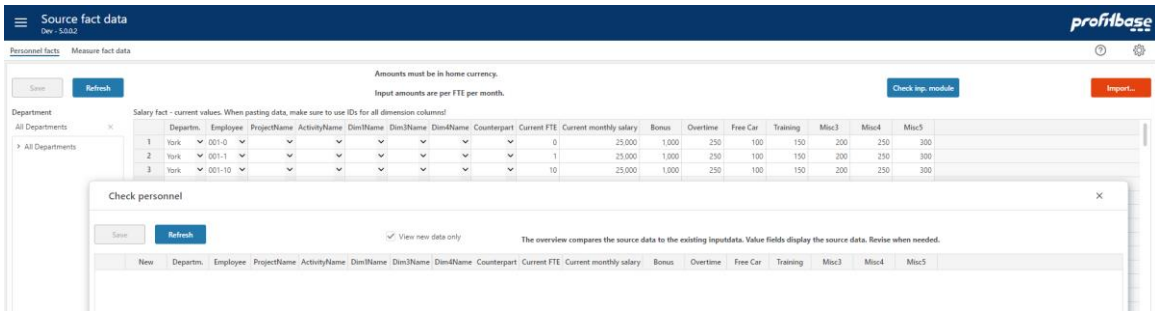 Source fact data
Dev - 5.0.0.2
profitbase
Personnel facts Measure fact data
Amounts must be in home currency.
Save Refresh Check inp. module Import...
Input amounts are per FTE per month.
Department Salary fact - current values. When pasting data, make sure to use IDs for all dimension columns!
All Departments Departm. Employee ProjectName ActivityName Dim1Name Dim3Name Dim4Name Counterpart Current FTE Current monthly salary Bonus Overtime Free Car Training Misc3 Misc4 Misc5
All Departments
1 York 001-0 0 25,000 1,000 250 100 150 200 250 300
2 York 001-1 1 25,000 1,000 250 100 150 200 250 300
3 York 001-10 10 25,000 1,000 250 100 150 200 250 300
Check personnel
Save Refresh View new data only The overview compares the source data to the existing inputdata. Value fields display the source data. Revise when needed.
New Departm. Employee ProjectName ActivityName Dim1Name Dim3Name Dim4Name Counterpart Current FTE Current monthly salary Bonus Overtime Free Car Training Misc3 Misc4 Misc5